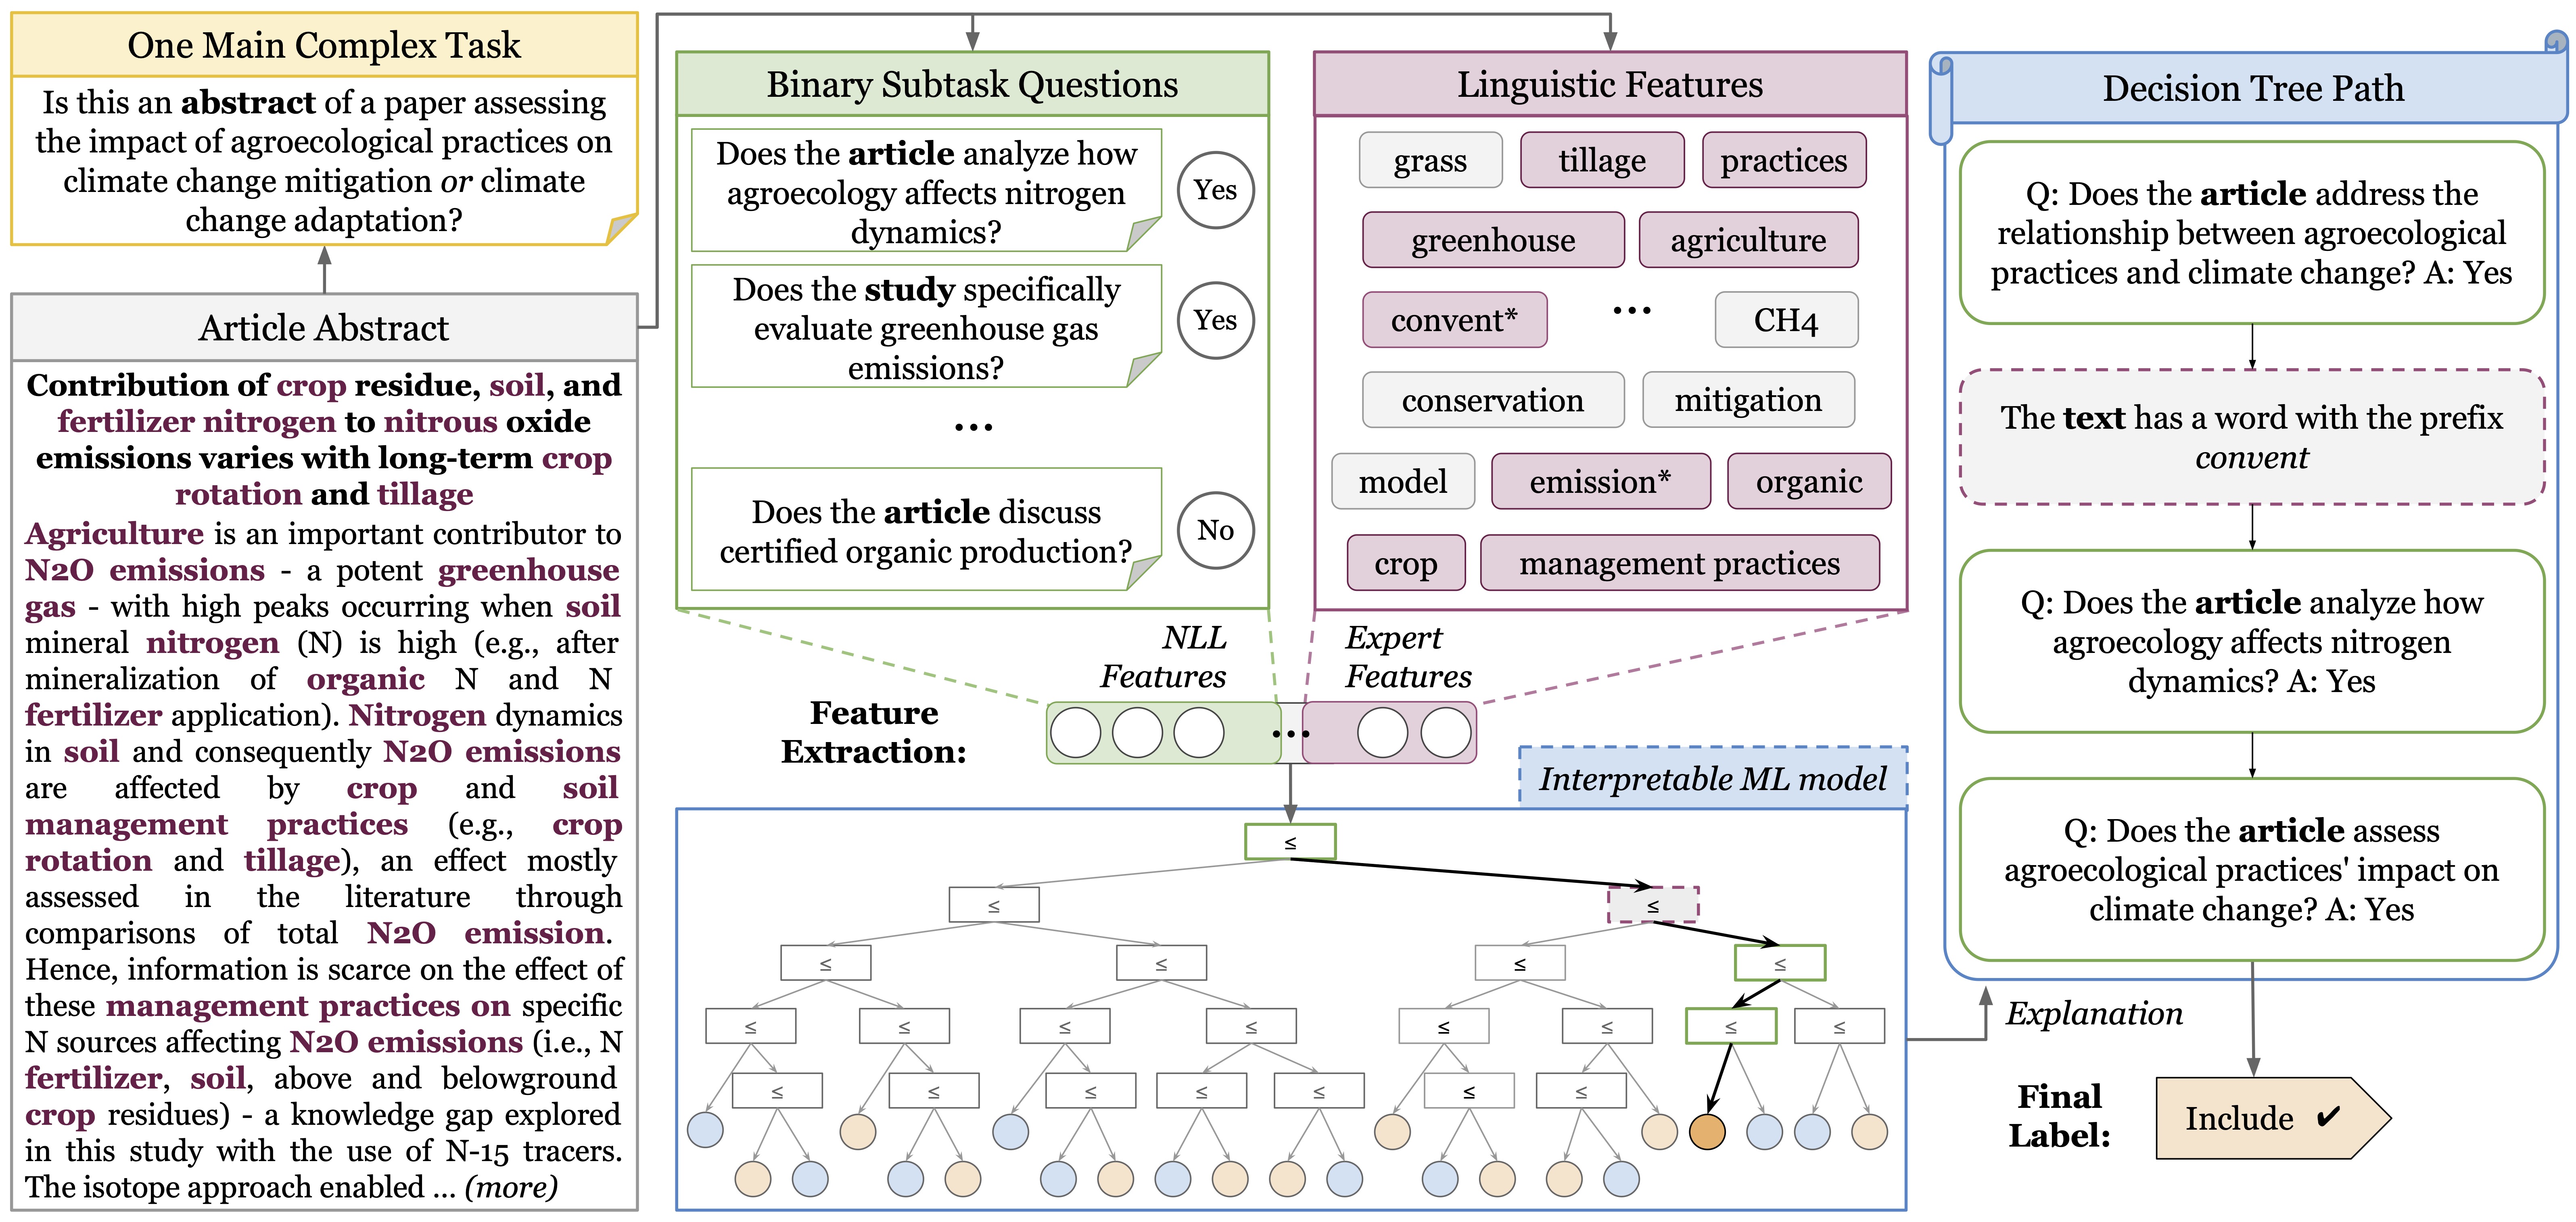 One Main Complex Task
Is this an abstract of a paper assessing
the impact of agroecological practices on
climate change mitigation or climate
change adaptation?
Article Abstract
Contribution of crop residue, soil, and
fertilizer nitrogen to nitrous oxide
emissions varies with long-term crop
rotation and tillage
Agriculture is an important contributor to
N2O emissions - a potent greenhouse
gas - with high peaks occurring when soil
mineral nitrogen (N) is high (e.g., after
mineralization of organic N and N
fertilizer application). Nitrogen dynamics
in soil and consequently N2O emissions
are affected by crop and soil
management practices (e.g., crop
rotation and tillage), an effect mostly
assessed in the literature through
comparisons of total N2O emission.
Hence, information is scarce on the effect of
these management practices on specific
N sources affecting N2O emissions (i.e., N
fertilizer, soil, above and belowground
crop residues) - a knowledge gap explored
in this study with the use of N-15 tracers.
The isotope approach enabled ... (more)
Binary Subtask Questions
Does the article analyze how
agroecology affects nitrogen
dynamics?
Yes
Does the study specifically
evaluate greenhouse gas
emissions?
Yes
...
Does the article discuss
certified organic production?
No
Linguistic Features
grass tillage practices
greenhouse agriculture
convent* ... CH4
conservation mitigation
model emission* organic
crop management practices
NLL
Features
Expert
Features
Feature
Extraction:
...
Interpretable ML model
≤
≤ ≤
≤ ≤ ≤ ≤
≤ ≤ ≤ ≤ ≤ ≤ ≤ ≤
≤ ≤ ≤ ≤ ≤ ≤ ≤
Decision Tree Path
Q: Does the article address the
relationship between agroecological
practices and climate change? A: Yes
The text has a word with the prefix
convent
Q: Does the article analyze how
agroecology affects nitrogen
dynamics? A: Yes
Q: Does the article assess
agroecological practices' impact on
climate change? A: Yes
Explanation
Final
Label:
Include ✔